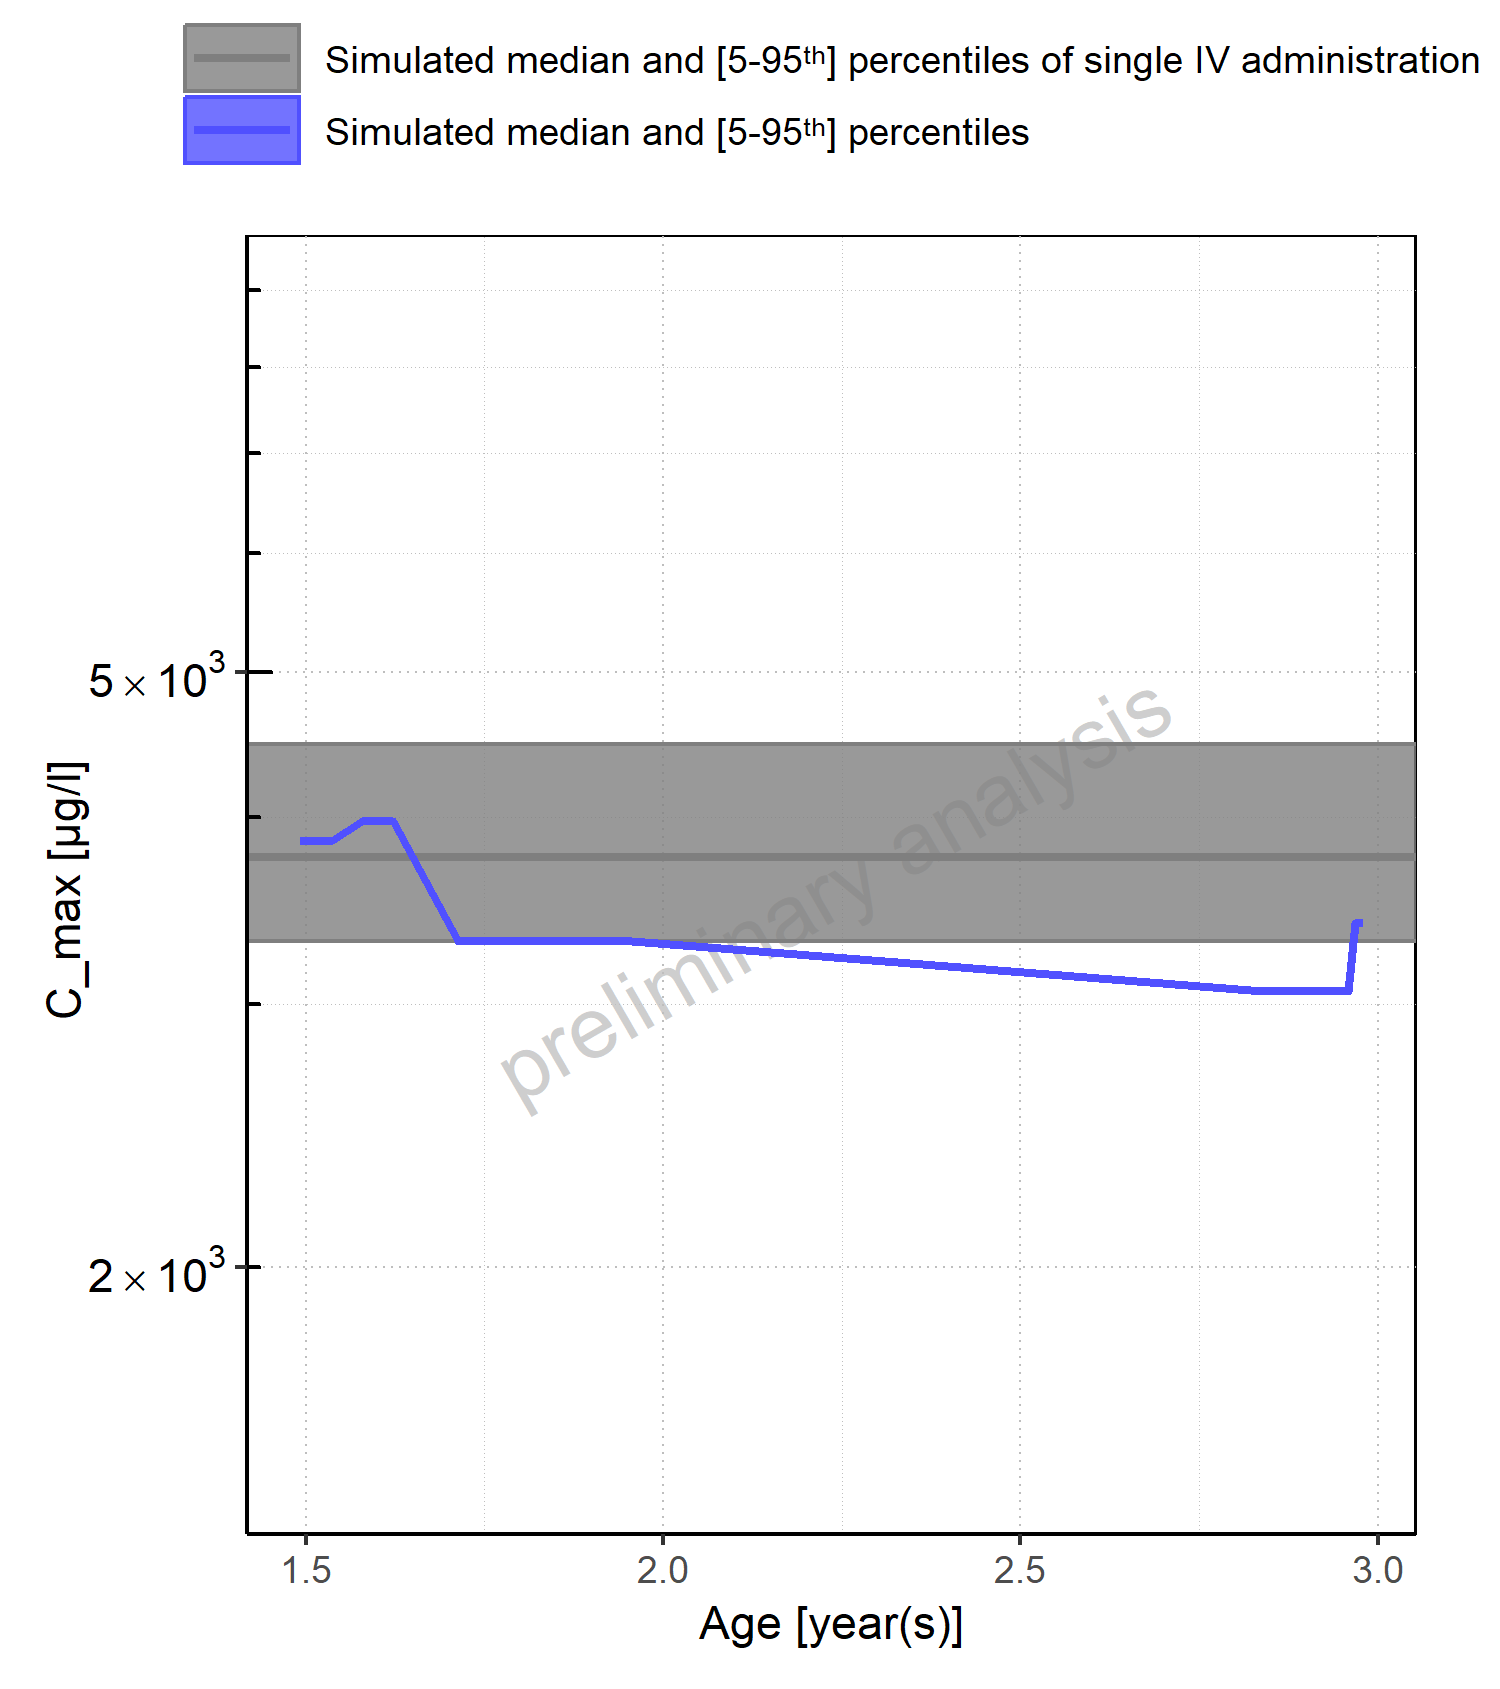 Simulated median and [5-95th] percentiles of single IV administration
Simulated median and [5-95th] percentiles
5 × 10³
2 × 10³
C_max [µg/l]
preliminary analysis
1.5 2.0 2.5 3.0
Age [year(s)]